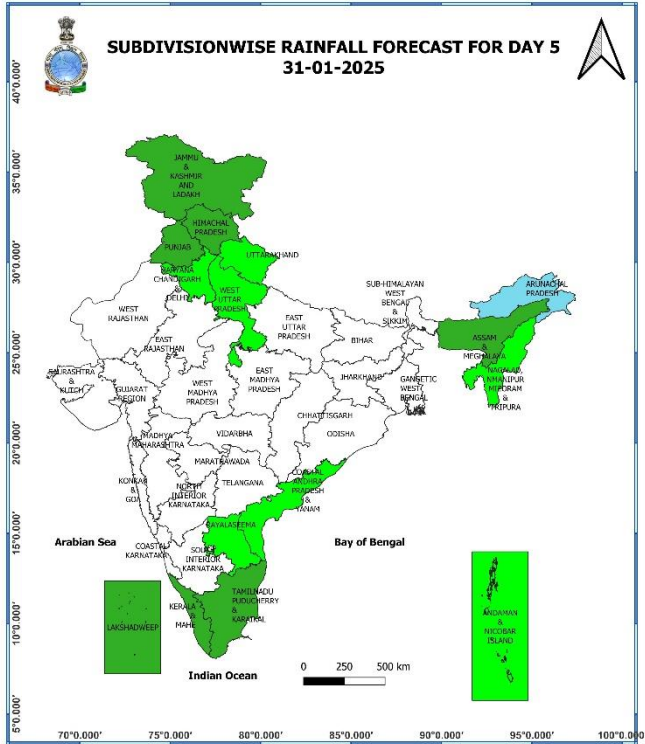 SUBDIVISIONWISE RAINFALL FORECAST FOR DAY 5
31-01-2025
40°0.000'
35°0.000'
30°0.000'
25°0.000'
20°0.000'
15°0.000'
10°0.000'
5°0.000'
JAMMU
&
KASHMIR
AND
LADAKH
HIMACHAL
PRADESH
PUNJAB
UTTARAKHAND
HARYANA
CHANDIGARH
&
DELHI
WEST
UTTAR
PRADESH
SUB-HIMALAYAN
WEST
BENGAL
&
SIKKIM
ARUNACHAL
PRADESH
WEST
RAJASTHAN
EAST
RAJASTHAN
EAST
UTTAR
PRADESH
BIHAR
ASSAM
&
MEGHALAYA
NAGALAND,
MANIPUR
MIZORAM
&
TRIPURA
SAURASHTRA
&
KUTCH
GUJARAT
REGION
WEST
MADHYA
PRADESH
EAST
MADHYA
PRADESH
JHARKHAND
GANGETIC
WEST
BENGAL
CHHATTISGARH
ODISHA
MADHYA
MAHARASHTRA
VIDARBHA
MARATHWADA
KONKAN
&
GOA
NORTH
INTERIOR
KARNATAKA
TELANGANA
COASTAL
ANDHRA
PRADESH
&
YANAM
RAYALASEEMA
COASTAL
KARNATAKA
SOUTH
INTERIOR
KARNATAKA
Arabian Sea
Bay of Bengal
LAKSHADWEEP
KERALA
&
MAHE
TAMILNADU
PUDUCHERRY
&
KARAIKAL
ANDAMAN
&
NICOBAR
ISLAND
Indian Ocean
0 250 500 km
70°0.000' 75°0.000' 80°0.000' 85°0.000' 90°0.000' 95°0.000' 100°0.000'